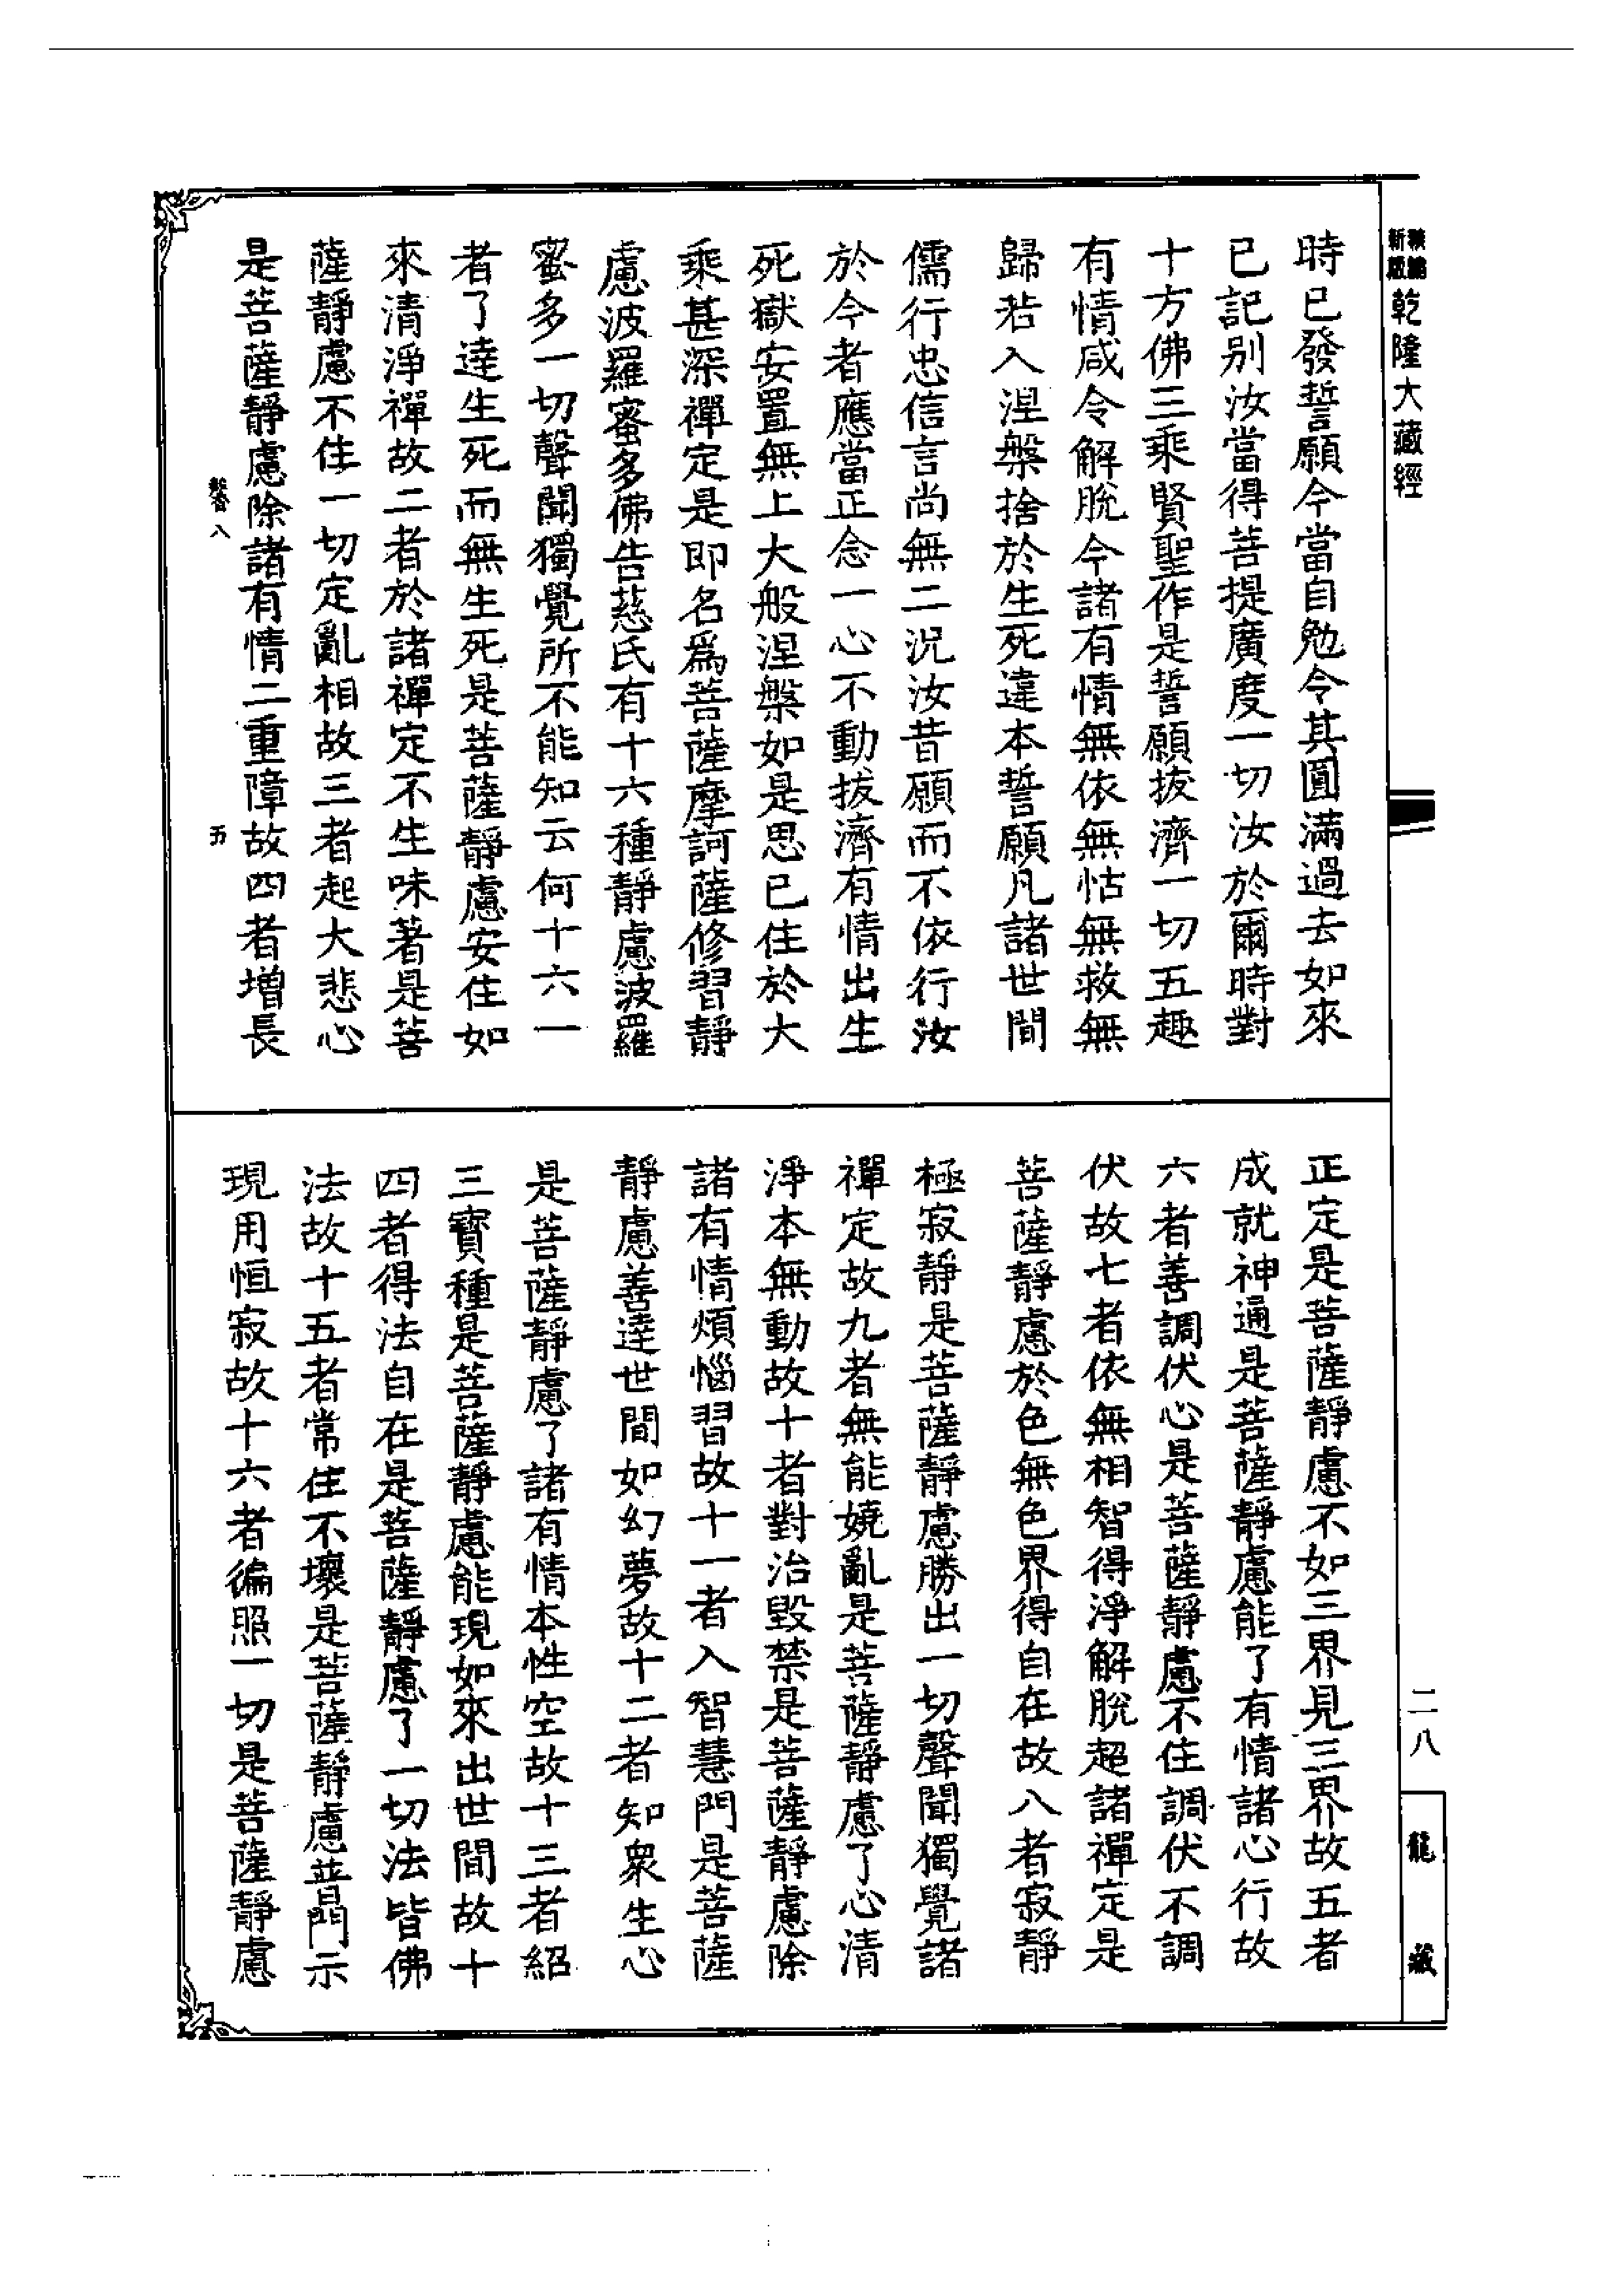 乾隆大藏經
時已發誓願今當自勉令其圓滿過去如來
已記别汝當得菩提廣度一切汝於爾時對
十方佛三乘賢聖作是誓願拔濟一切五趣
有情咸令解脫今諸有情無依無怙無救無
歸若入涅槃捨於生死違本誓願凡諸世間
儒行忠信言尚無二況汝昔願而不依行汝
於今者應當正念一心不動拔濟有情出生
死獄安置無上大般涅槃如是思已住於大
乘甚深禪定是即名爲菩薩摩訶薩修習靜
慮波羅蜜多佛告慈氏有十六種靜慮波羅
蜜多一切聲聞獨覺所不能知云何十六一
者了達生死而無生死是菩薩靜慮安住如
來清淨禪故二者於諸禪定不生味著是菩
薩靜慮不住一切定亂相故三者起大悲心
是菩薩靜慮除諸有情二重障故四者增長
八 五
正定是菩薩靜慮不如三界見三界故五者
成就神通是菩薩靜慮能了有情諸心行故
六者善調伏心是菩薩靜慮不住調伏不調
伏故七者依無相智得淨解脫超諸禪定是
菩薩靜慮於色無色界得自在故八者寂靜
極寂靜是菩薩靜慮勝出一切聲聞獨覺諸
禪定故九者無能嬈亂是菩薩靜慮了心清
淨本無動故十者對治毀禁是菩薩靜慮除
諸有情煩惱習故十一者入智慧門是菩薩
靜慮善達世間如幻夢故十二者知衆生心
是菩薩靜慮了諸有情本性空故十三者紹
三寶種是菩薩靜慮能現如來出世間故十
四者得法自在是菩薩靜慮了一切法皆佛
法故十五者常住不壞是菩薩靜慮普門示
現用恒寂故十六者徧照一切是菩薩靜慮
二八
龍藏